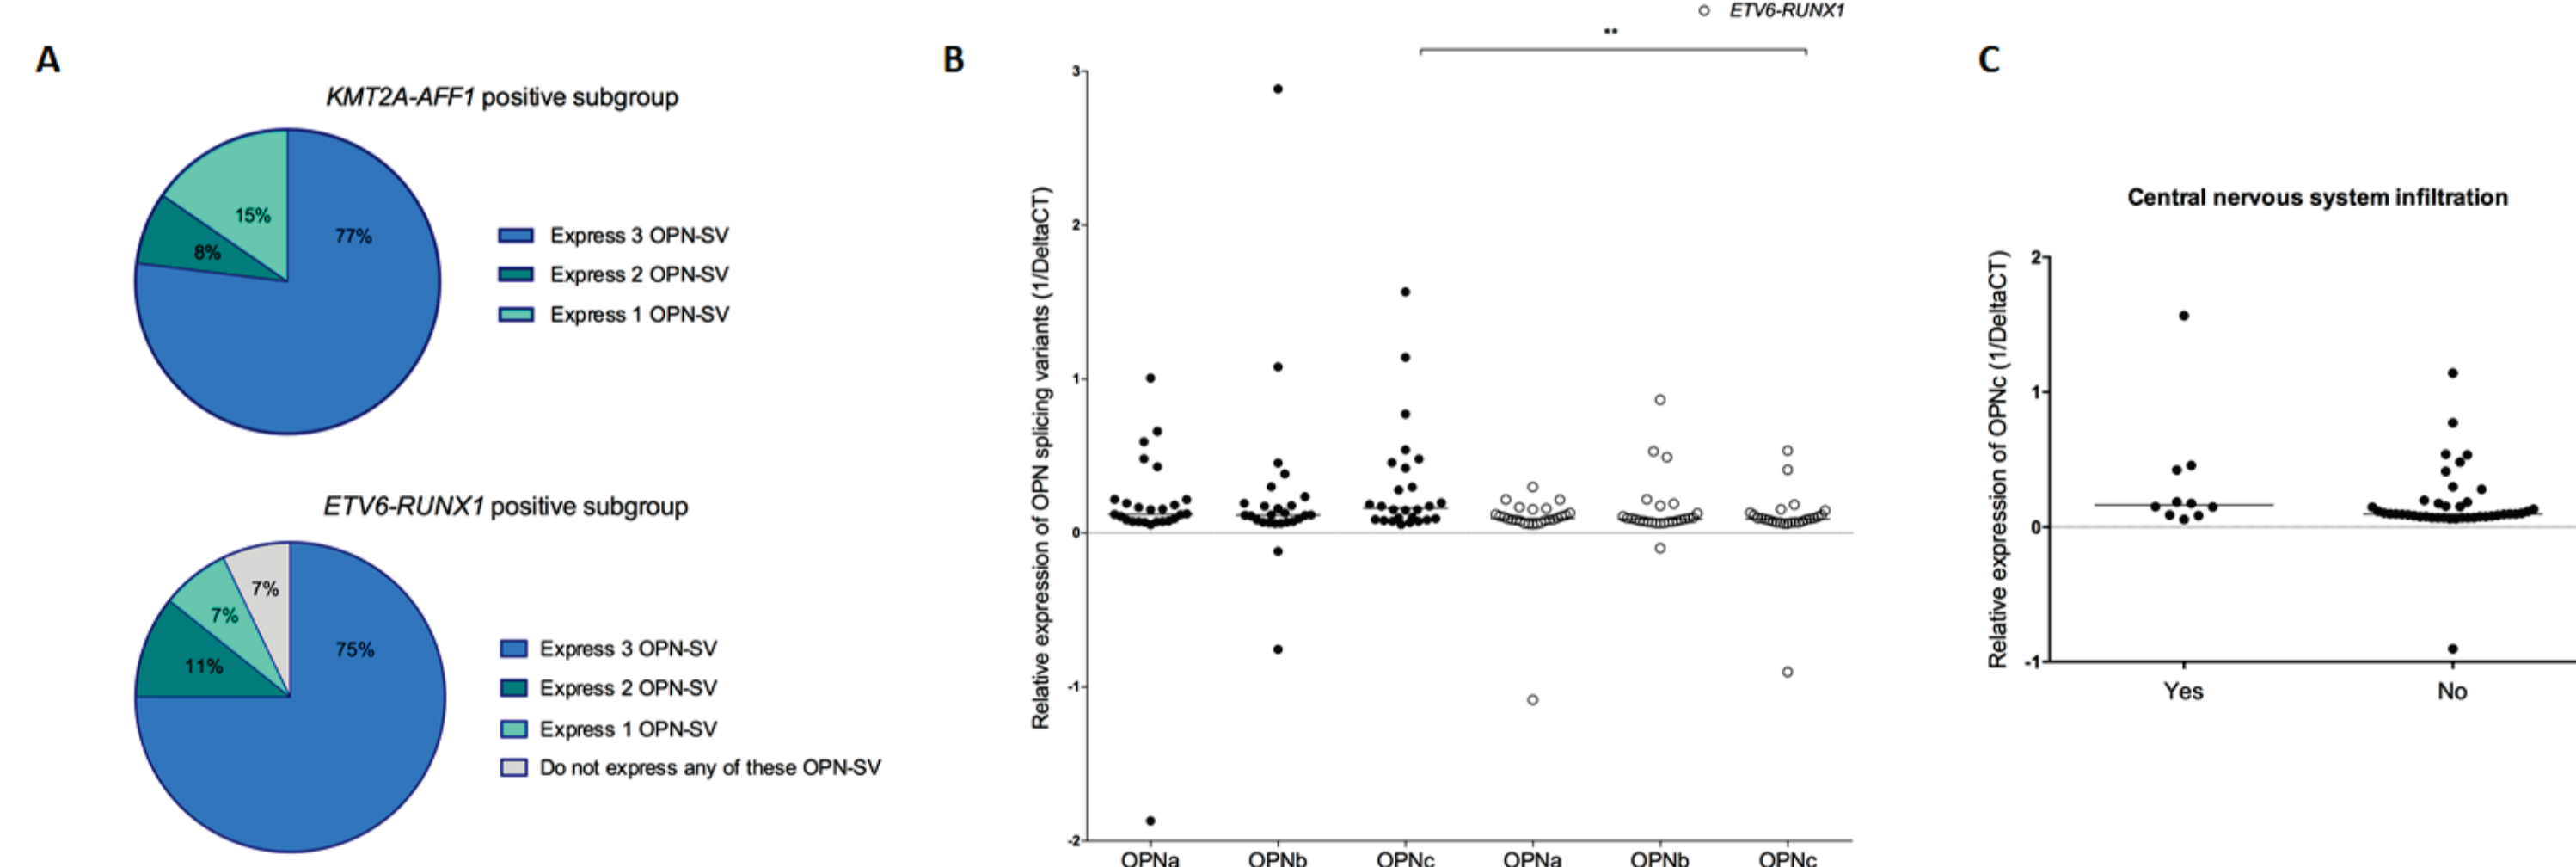 A
KMT2A-AFF1 positive subgroup
15%
77%
8%
Express 3 OPN-SV
Express 2 OPN-SV
Express 1 OPN-SV
ETV6-RUNX1 positive subgroup
7%
7%
75%
11%
Express 3 OPN-SV
Express 2 OPN-SV
Express 1 OPN-SV
Do not express any of these OPN-SV
B
ETV6-RUNX1
**
Relative expression of OPN splicing variants (1/DeltaCT)
3
2
1
0
-1
-2
OPNa OPNb OPNc OPNa OPNb OPNc
C
Central nervous system infiltration
Relative expression of OPNc (1/DeltaCT)
2
1
0
-1
Yes No